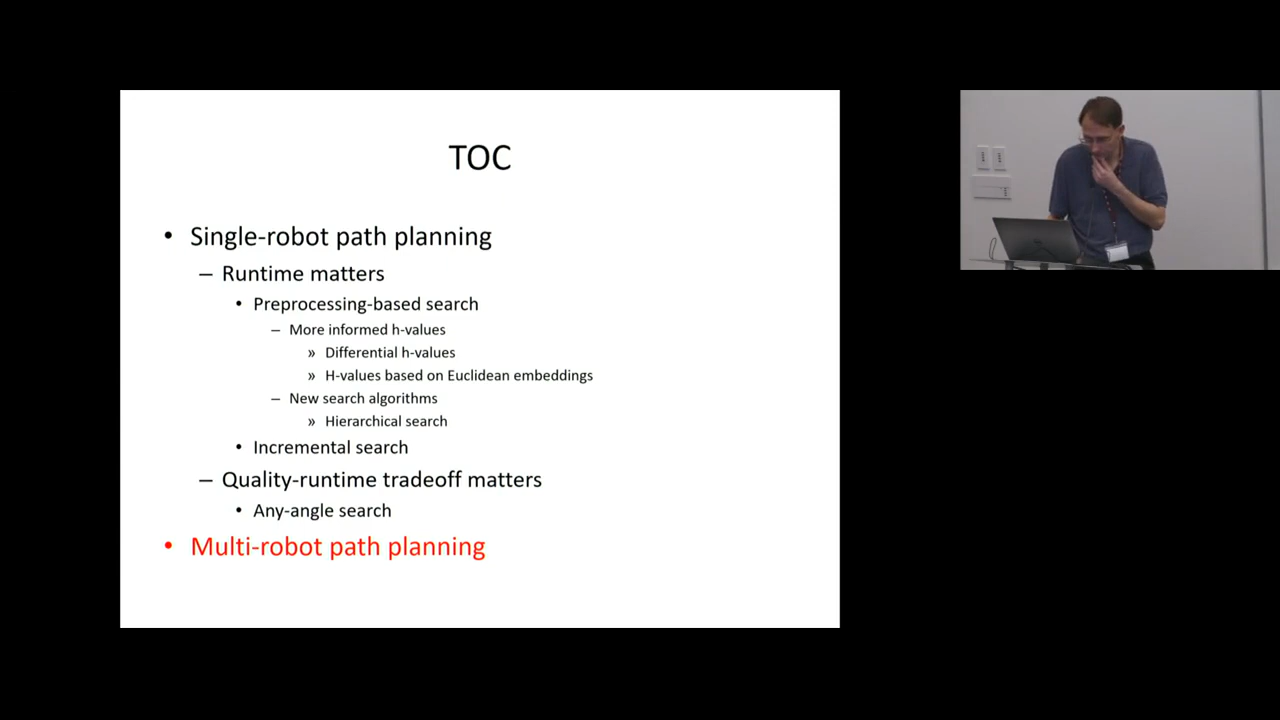 TOC
• Single-robot path planning
– Runtime matters
• Preprocessing-based search
– More informed h-values
» Differential h-values
» H-values based on Euclidean embeddings
– New search algorithms
» Hierarchical search
• Incremental search
– Quality-runtime tradeoff matters
• Any-angle search
• Multi-robot path planning